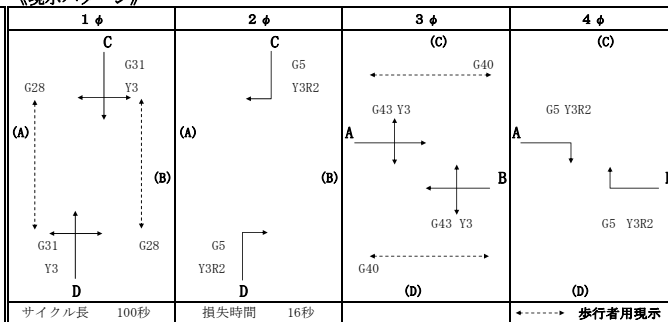 《現示パターン》
1φ 2φ 3φ 4φ
C C (C) (C)
G31 G5 G40
G28 Y3 Y3R2
G43 Y3 G5 Y3R2
(A) (A) A A
(B) (B) B
G43 Y3 G5 Y3R2
G31 G28 G5 G40
Y3 Y3R2
D D (D) (D)
サイクル長 100秒 損失時間 16秒 歩行者用現示